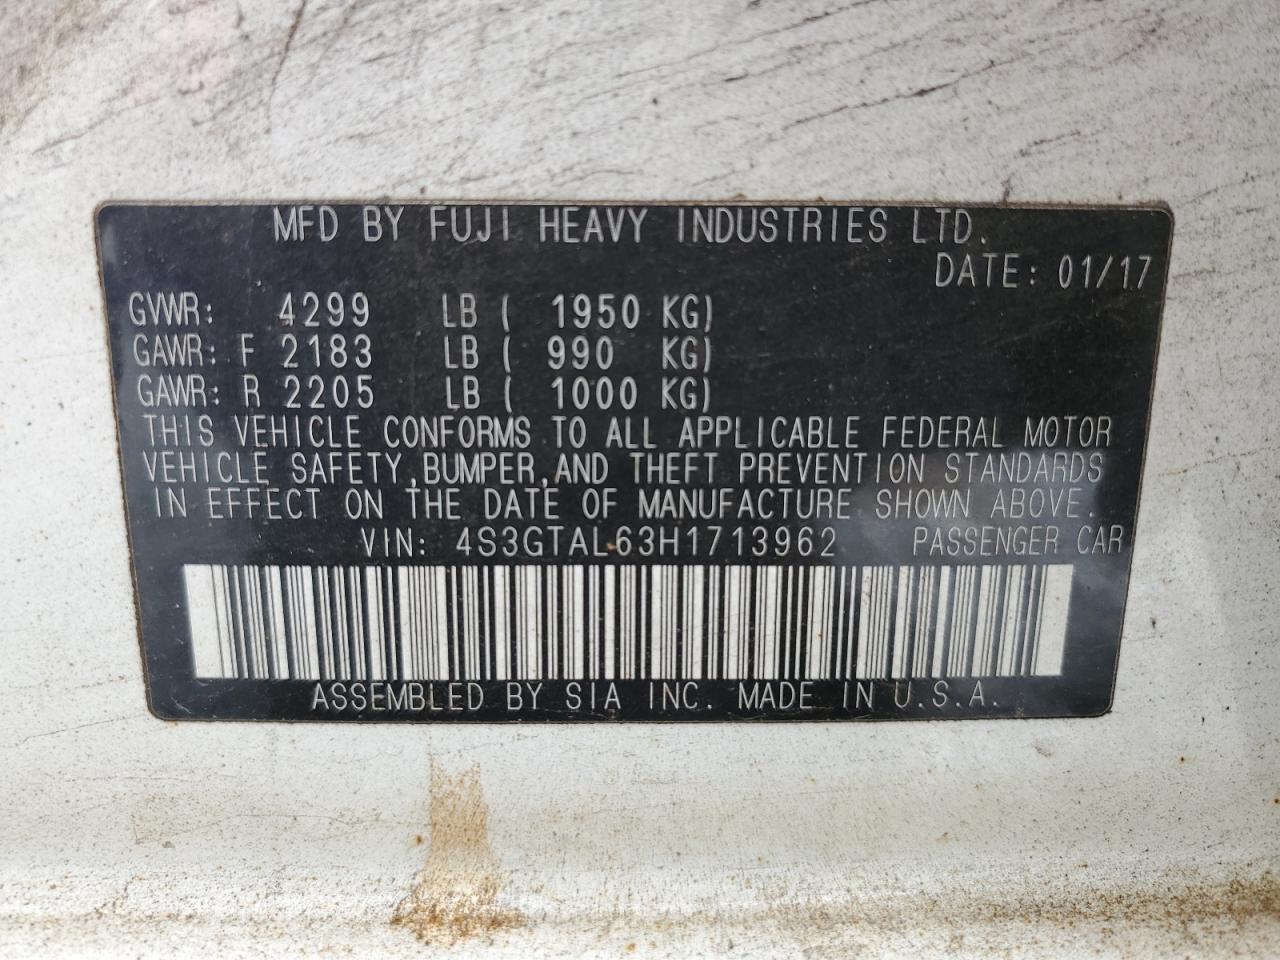 MFD BY FUJI HEAVY INDUSTRIES LTD.
DATE: 01/17
GVWR: 4299 LB ( 1950 KG)
GAWR: F 2183 LB ( 990 KG)
GAWR: R 2205 LB ( 1000 KG)
THIS VEHICLE CONFORMS TO ALL APPLICABLE FEDERAL MOTOR
VEHICLE SAFETY,BUMPER,AND THEFT PREVENTION STANDARDS
IN EFFECT ON THE DATE OF MANUFACTURE SHOWN ABOVE.
VIN: 4S3GTAL63H1713962 PASSENGER CAR
ASSEMBLED BY SIA INC. MADE IN U.S.A.